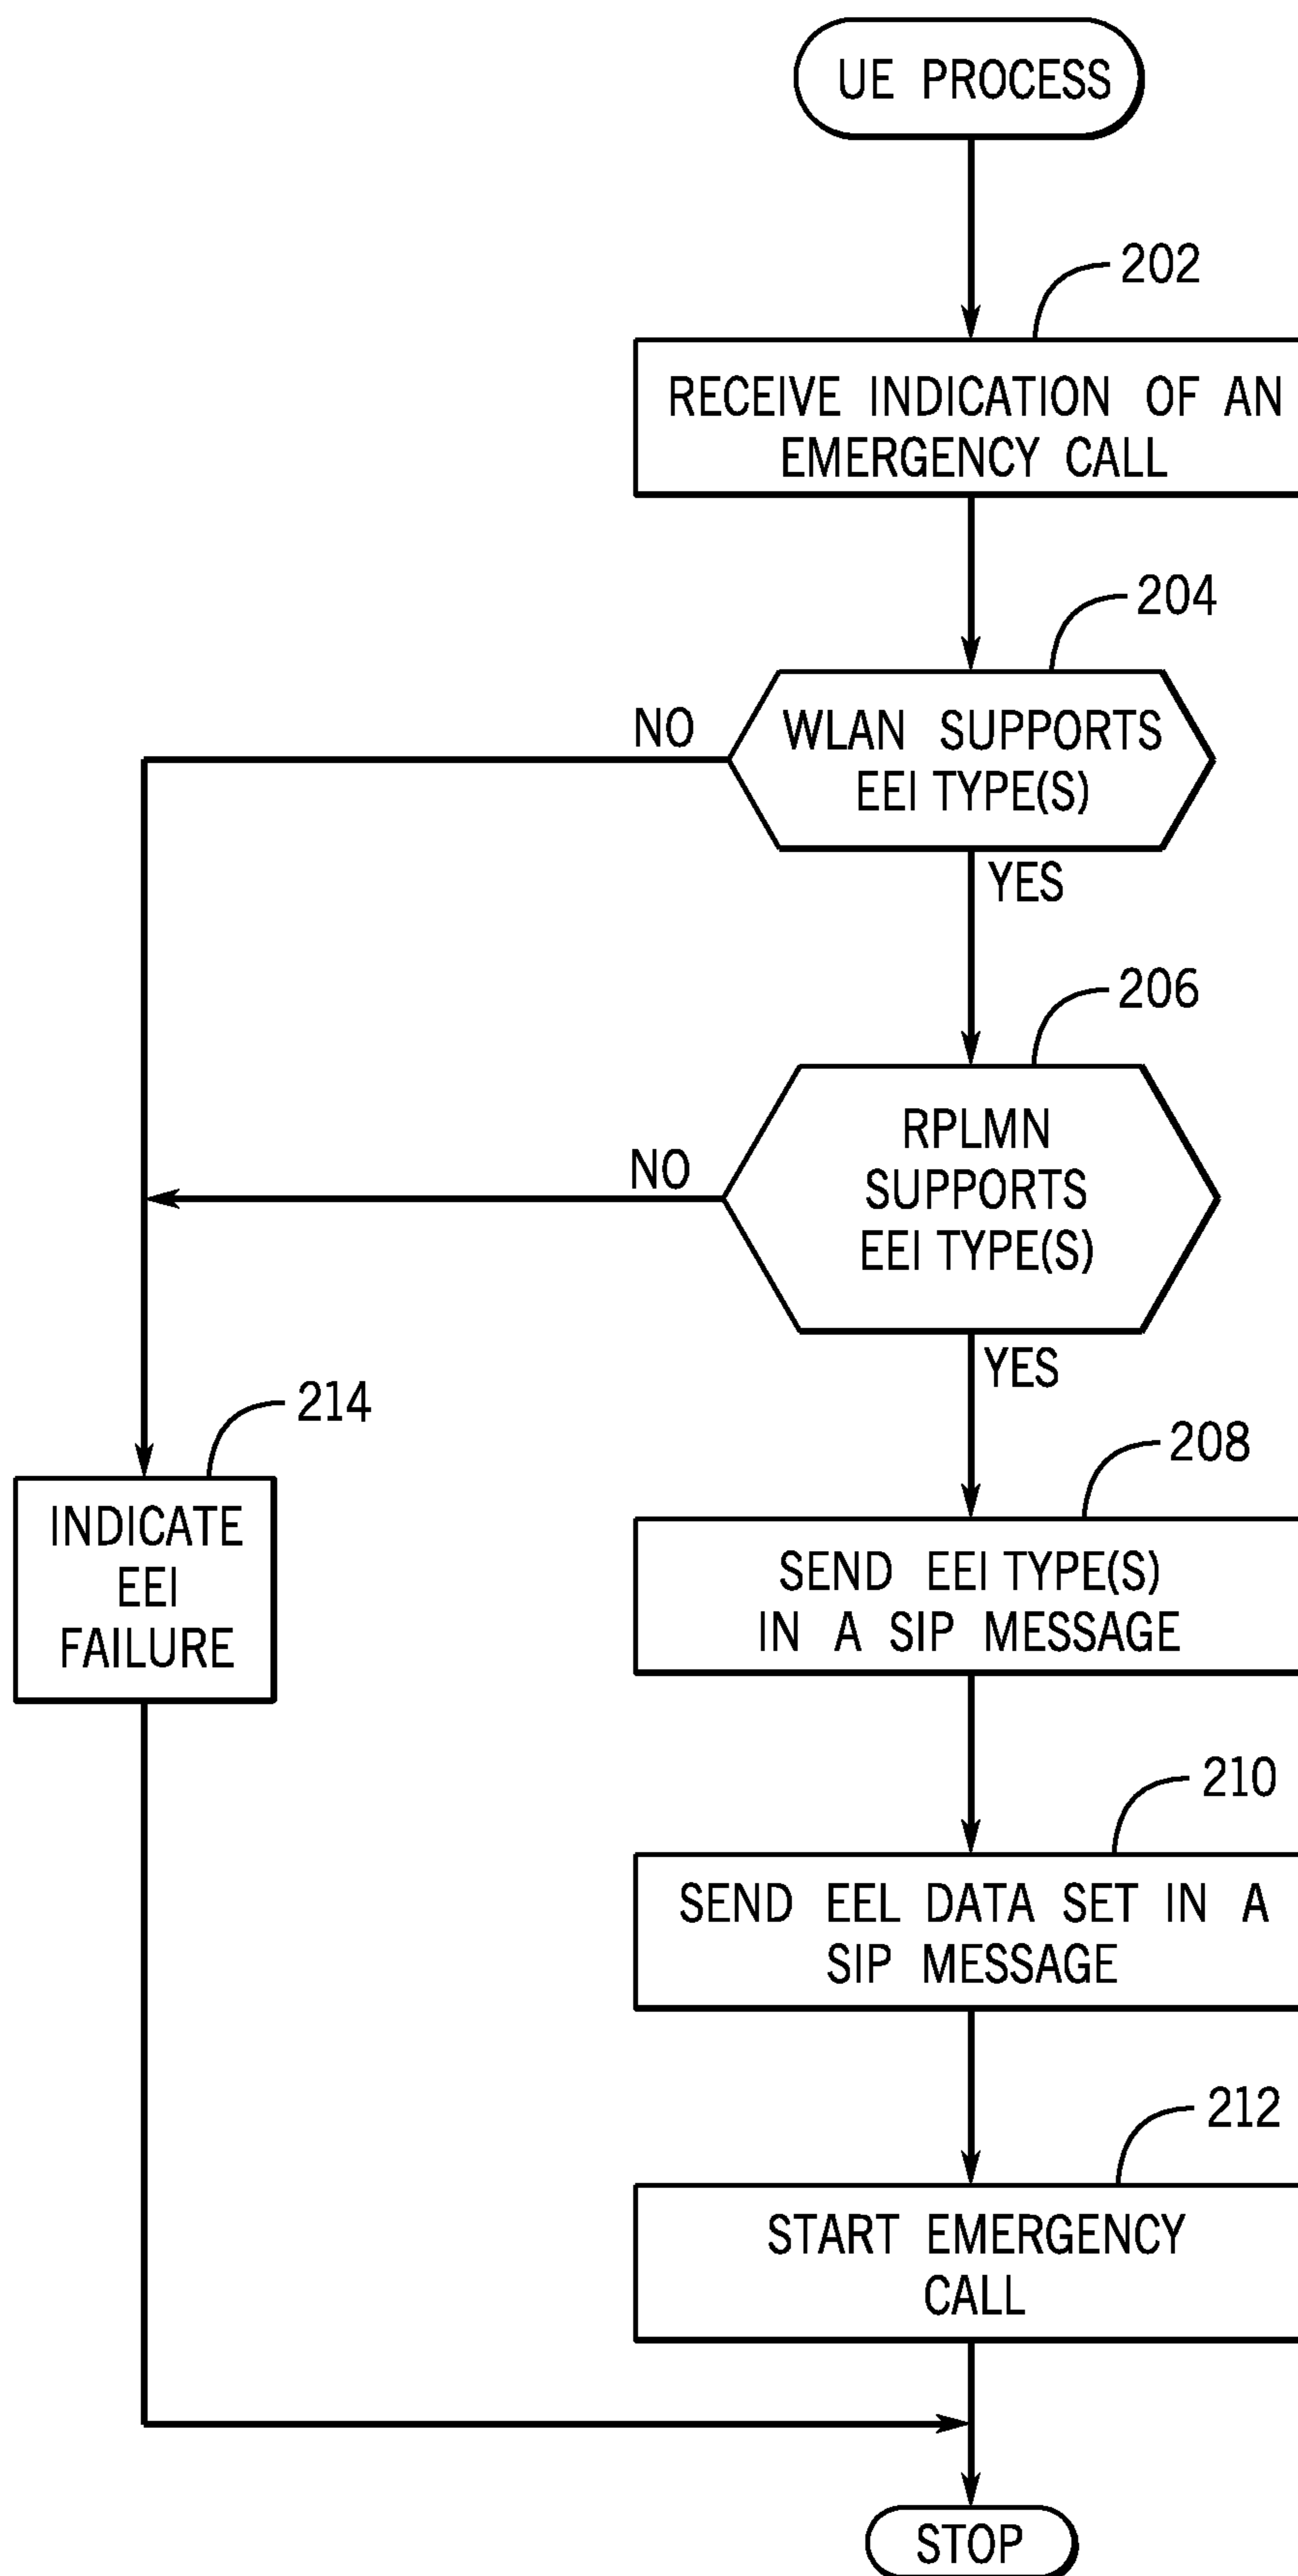 UE PROCESS
202
RECEIVE INDICATION OF AN
EMERGENCY CALL
204
NO
WLAN SUPPORTS
EEI TYPE(S)
YES
206
NO
RPLMN
SUPPORTS
EEI TYPE(S)
YES
214
INDICATE
EEI
FAILURE
208
SEND EEI TYPE(S)
IN A SIP MESSAGE
210
SEND EEL DATA SET IN A
SIP MESSAGE
212
START EMERGENCY
CALL
STOP